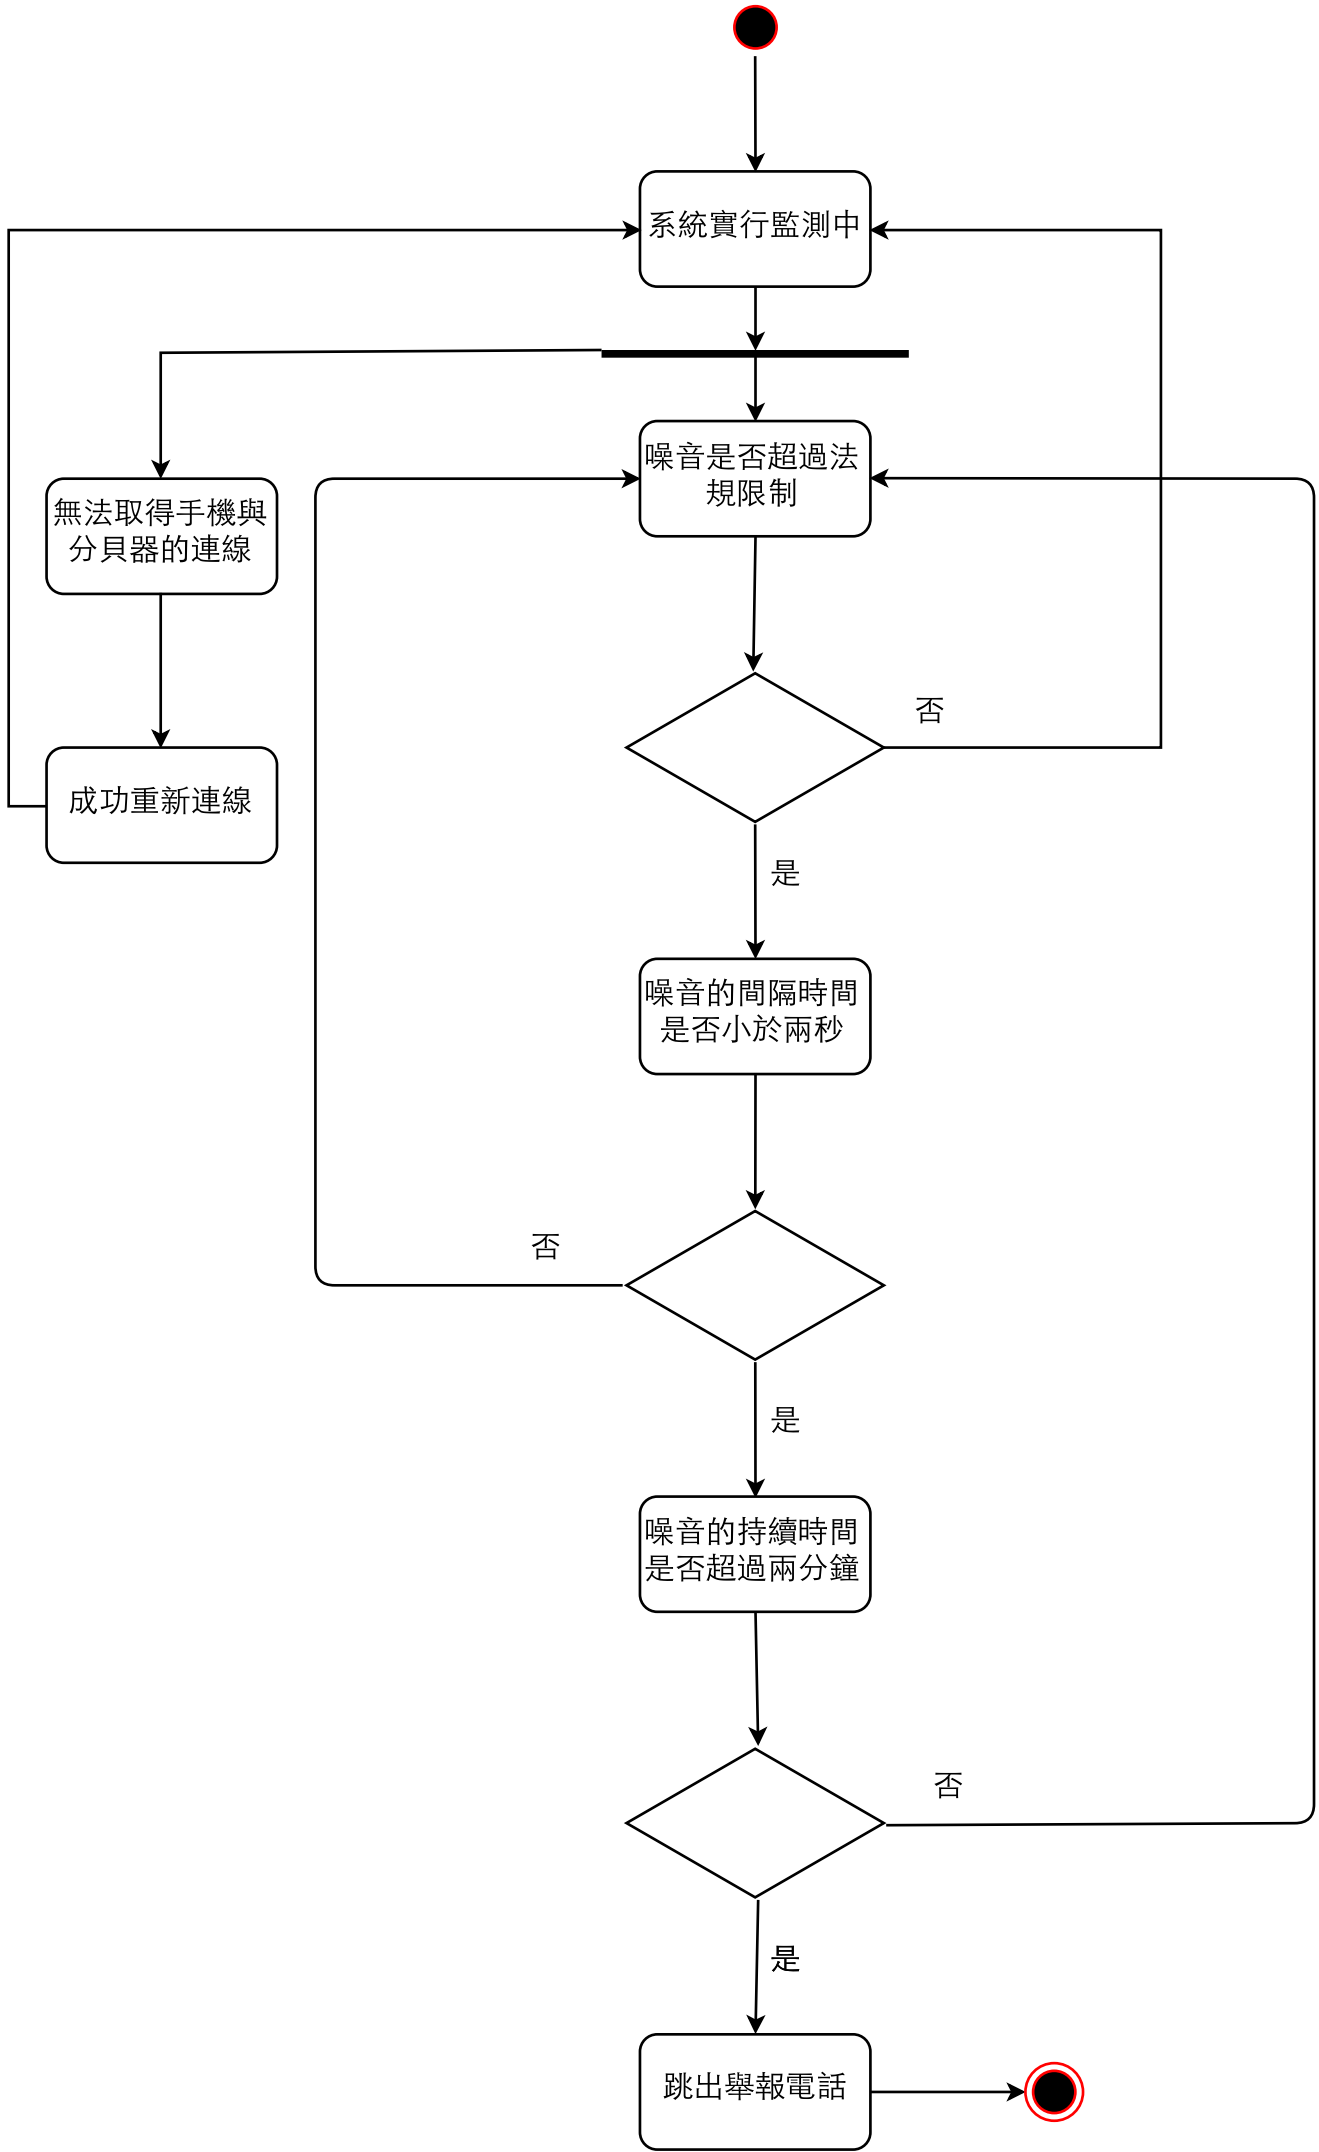 系統實行監測中
噪音是否超過法
規限制
無法取得手機與
分貝器的連線
否
成功重新連線
是
噪音的間隔時間
是否小於兩秒
否
是
噪音的持續時間
是否超過兩分鐘
否
是
跳出舉報電話